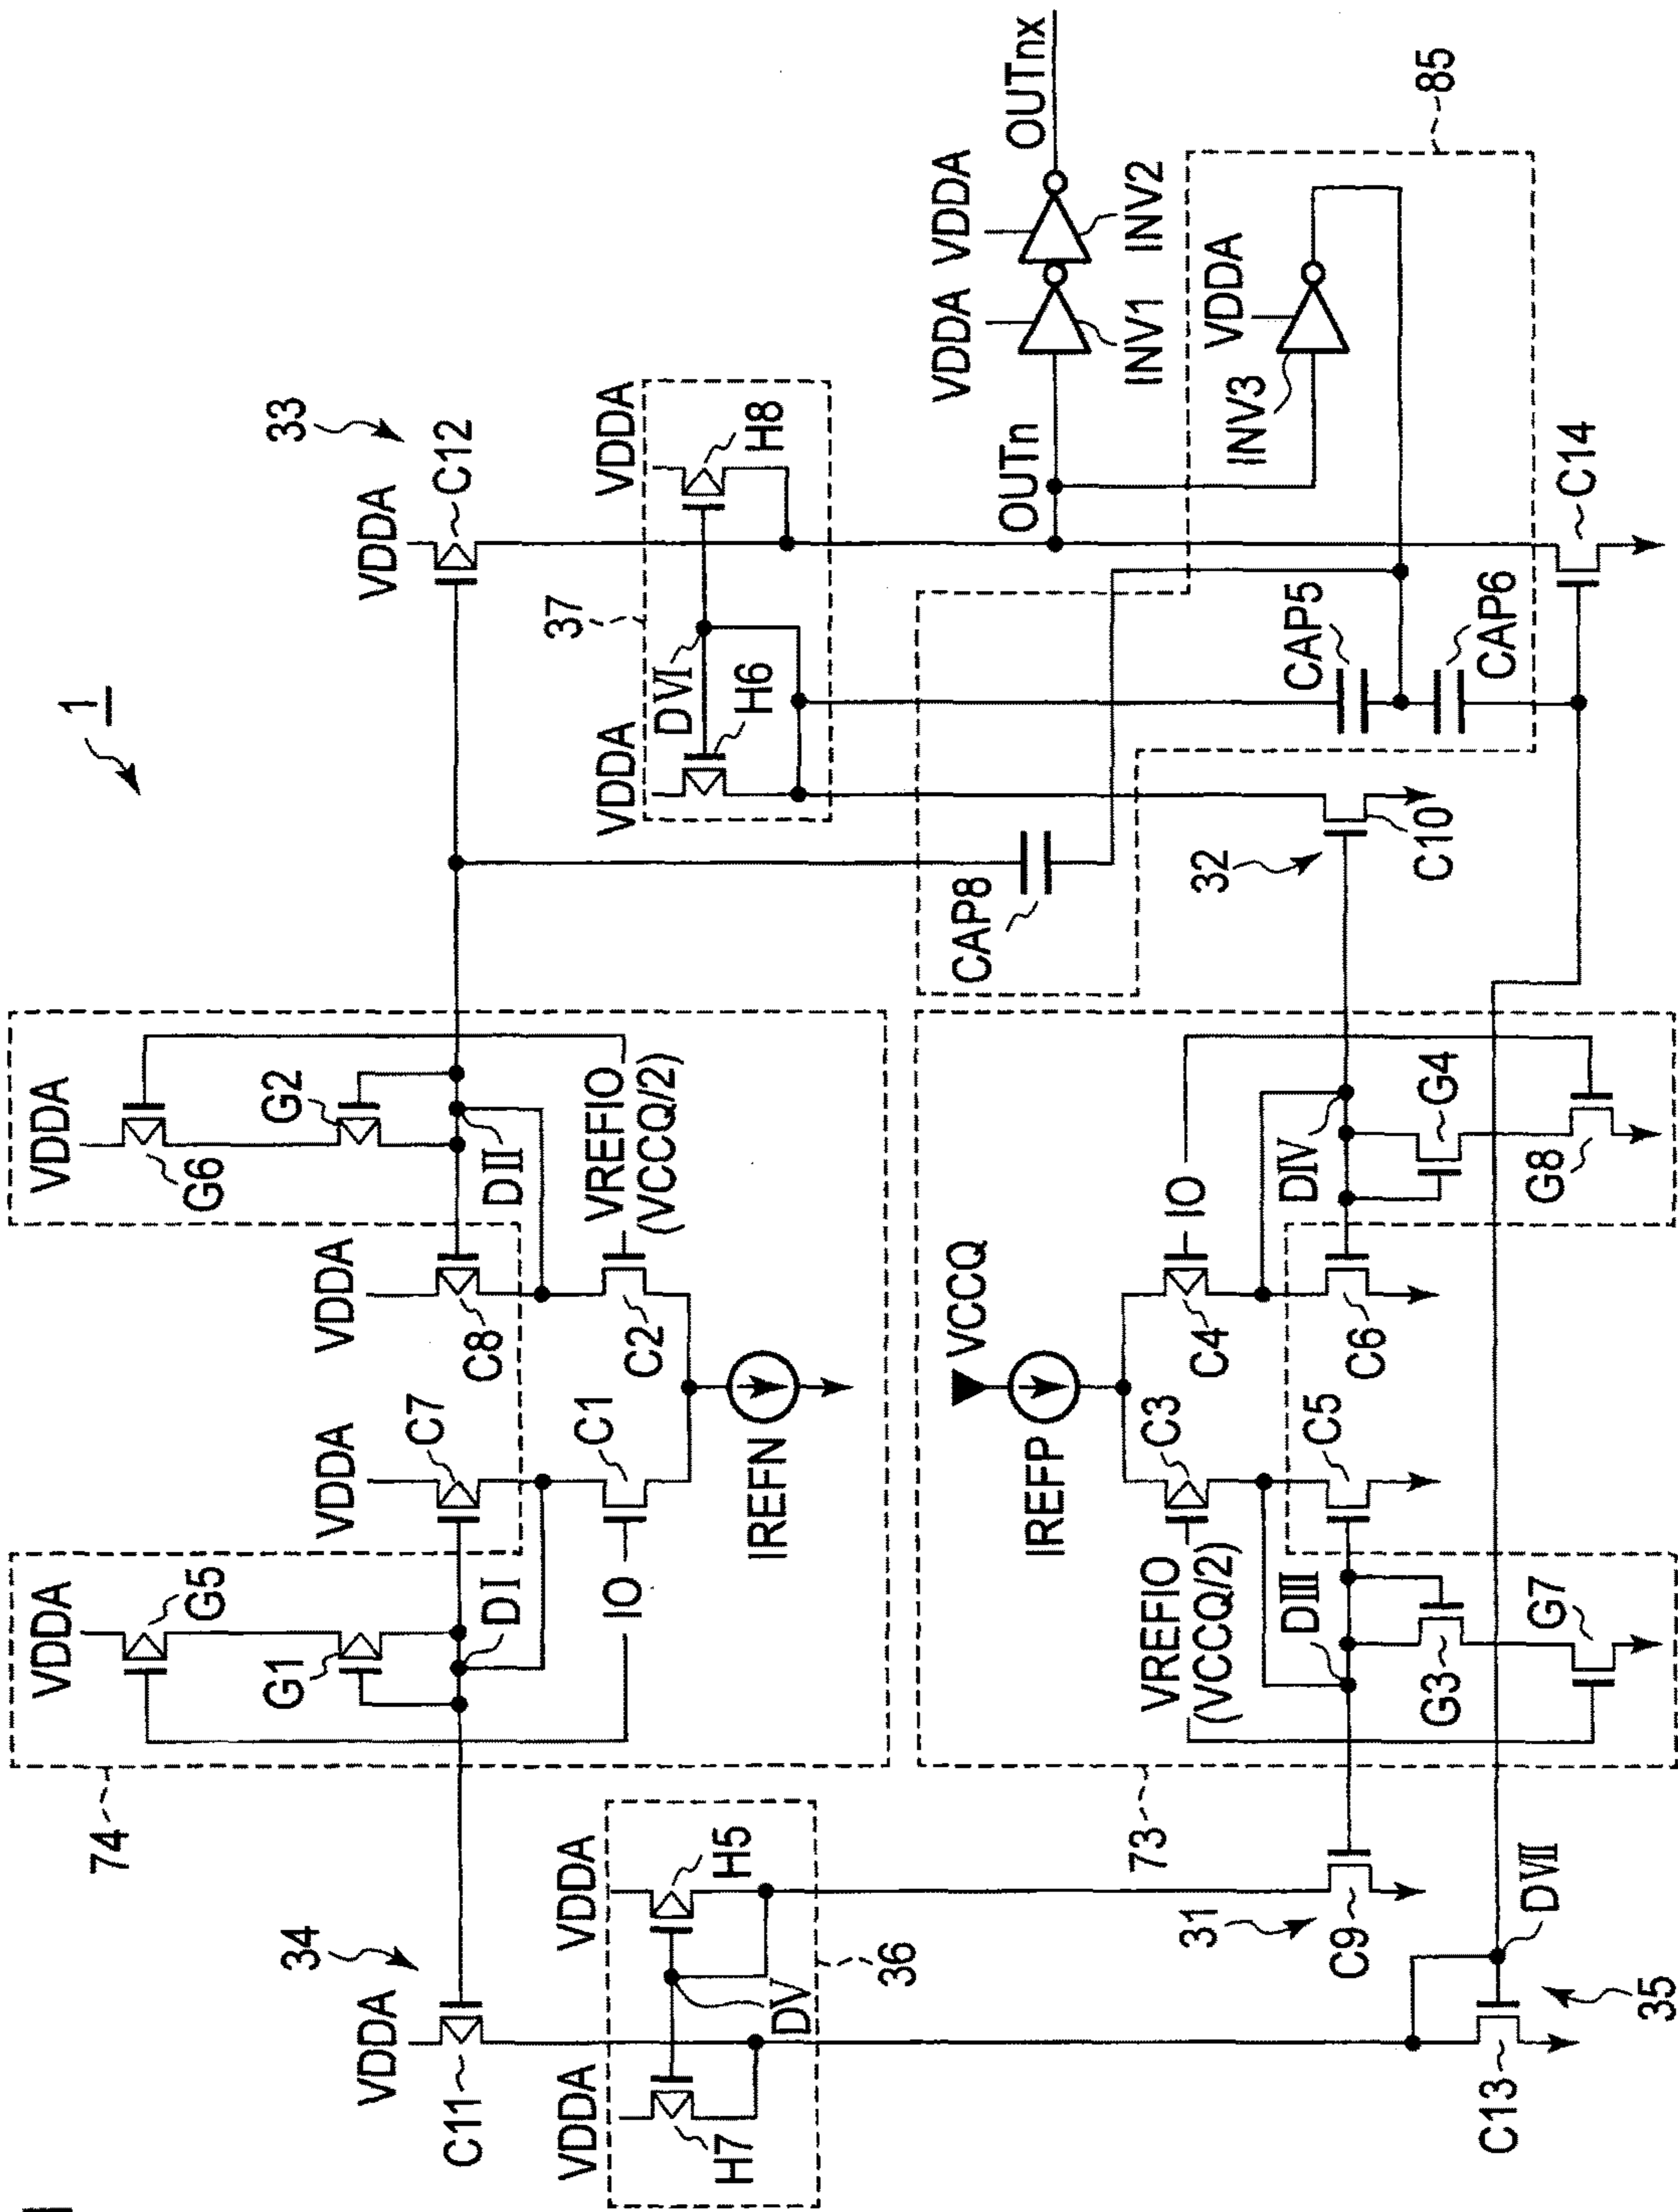 1
34
VDDA
C11
74
VDDA
G5
G1
DI
VDDA
C7
C1
IO
IREFN
VDDA
C8
C2
VDDA
G6
G2
DII
VREFIO
(VCCQ/2)
33
VDDA
C12
36
VDDA
H7
VDDA
H5
DV
37
VDDA
DVI
H6
VDDA
H8
73
VREFIO
(VCCQ/2)
DIII
G3
G7
IREFP
VCCQ
C3
C5
C4
C6
IO
DIV
G4
G8
31
C9
35
C13
DVII
32
C10
CAP8
CAP5
CAP6
85
OUTn
VDDA
INV1
VDDA
INV2
OUTnx
VDDA
INV3
C14